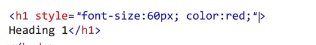 <h1 style="font-size:60px; color:red;">
Heading 1</h1>